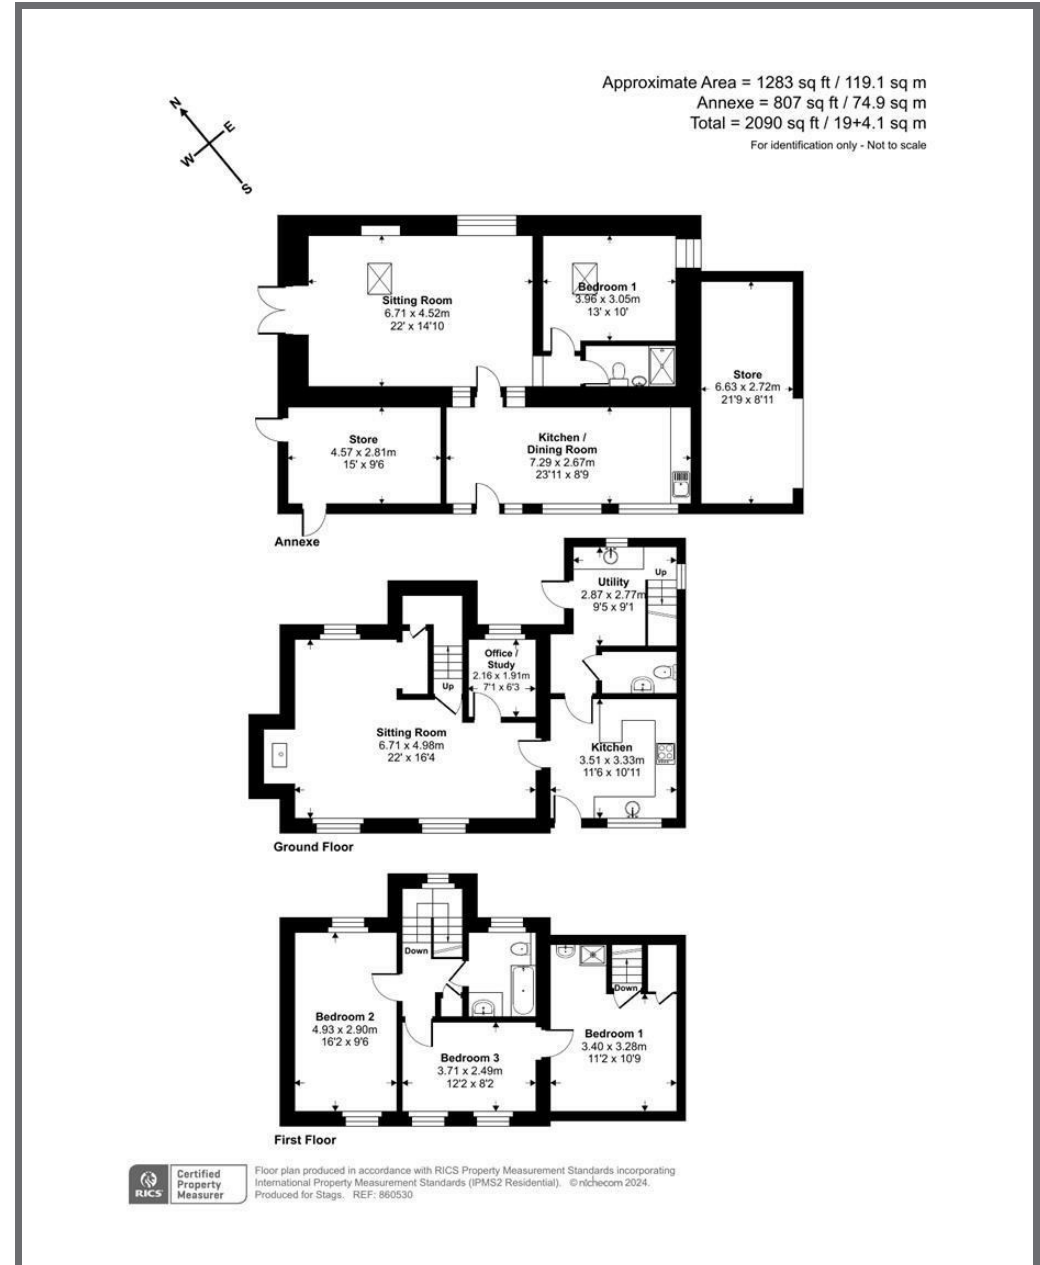 Approximate Area = 1283 sq ft / 119.1 sq m
Annexe = 807 sq ft / 74.9 sq m
Total = 2090 sq ft / 19+4.1 sq m
For identification only - Not to scale
N
E
W
S
Sitting Room
6.71 x 4.52m
22' x 14'10
Bedroom 1
3.96 x 3.05m
13' x 10'
Store
6.63 x 2.72m
21'9 x 8'11
Store
4.57 x 2.81m
15' x 9'6
Kitchen /
Dining Room
7.29 x 2.67m
23'11 x 8'9
Annexe
Utility
2.87 x 2.77m
9'5 x 9'1
Up
Office /
Study
2.16 x 1.91m
7'1 x 6'3
Up
Sitting Room
6.71 x 4.98m
22' x 16'4
Kitchen
3.51 x 3.33m
11'6 x 10'11
Ground Floor
Down
Bedroom 2
4.93 x 2.90m
16'2 x 9'6
Bedroom 3
3.71 x 2.49m
12'2 x 8'2
Down
Bedroom 1
3.40 x 3.28m
11'2 x 10'9
First Floor
RICS
Certified
Property
Measurer
Floor plan produced in accordance with RICS Property Measurement Standards incorporating
International Property Measurement Standards (IPMS2 Residential). ©nichecom 2024.
Produced for Stags. REF: 860530